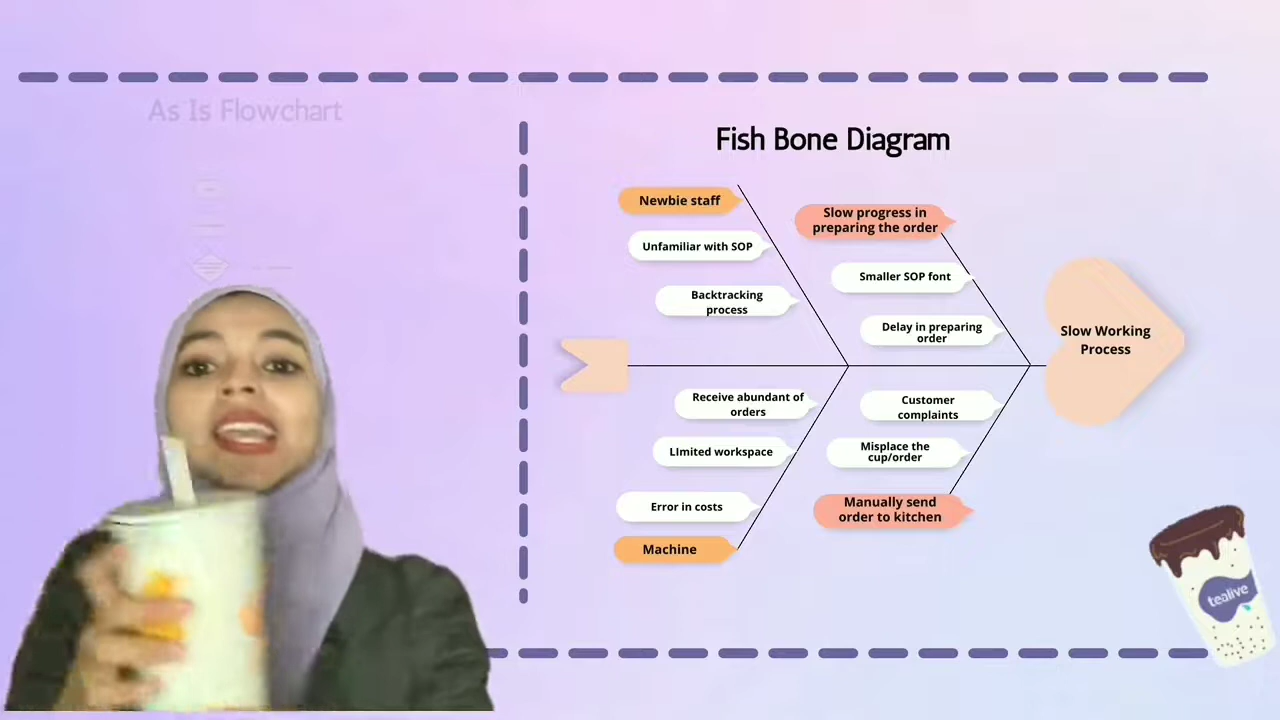 As Is Flowchart
Fish Bone Diagram
Newbie staff
Unfamiliar with SOP
Backtracking
process
Slow progress in
preparing the order
Smaller SOP font
Delay in preparing
order
Slow Working
Process
Receive abundant of
orders
LImited workspace
Error in costs
Machine
Customer
complaints
Misplace the
cup/order
Manually send
order to kitchen
tealive